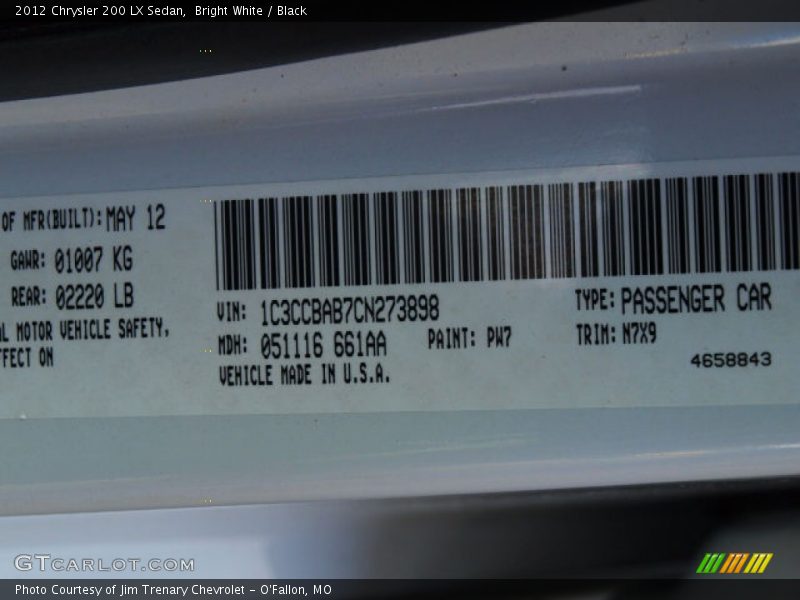 2012 Chrysler 200 LX Sedan,  Bright White / Black
OF MFR(BUILT): MAY 12
GAWR: 01007 KG
REAR: 02220 LB
L MOTOR VEHICLE SAFETY,
FFECT ON
VIN: 1C3CCBAB7CN273898
TYPE: PASSENGER CAR
MDH: 051116 661AA
PAINT: PW7
TRIM: N7X9
VEHICLE MADE IN U.S.A.
4658843
GTCARLOT.COM
Photo Courtesy of Jim Trenary Chevrolet - O'Fallon, MO